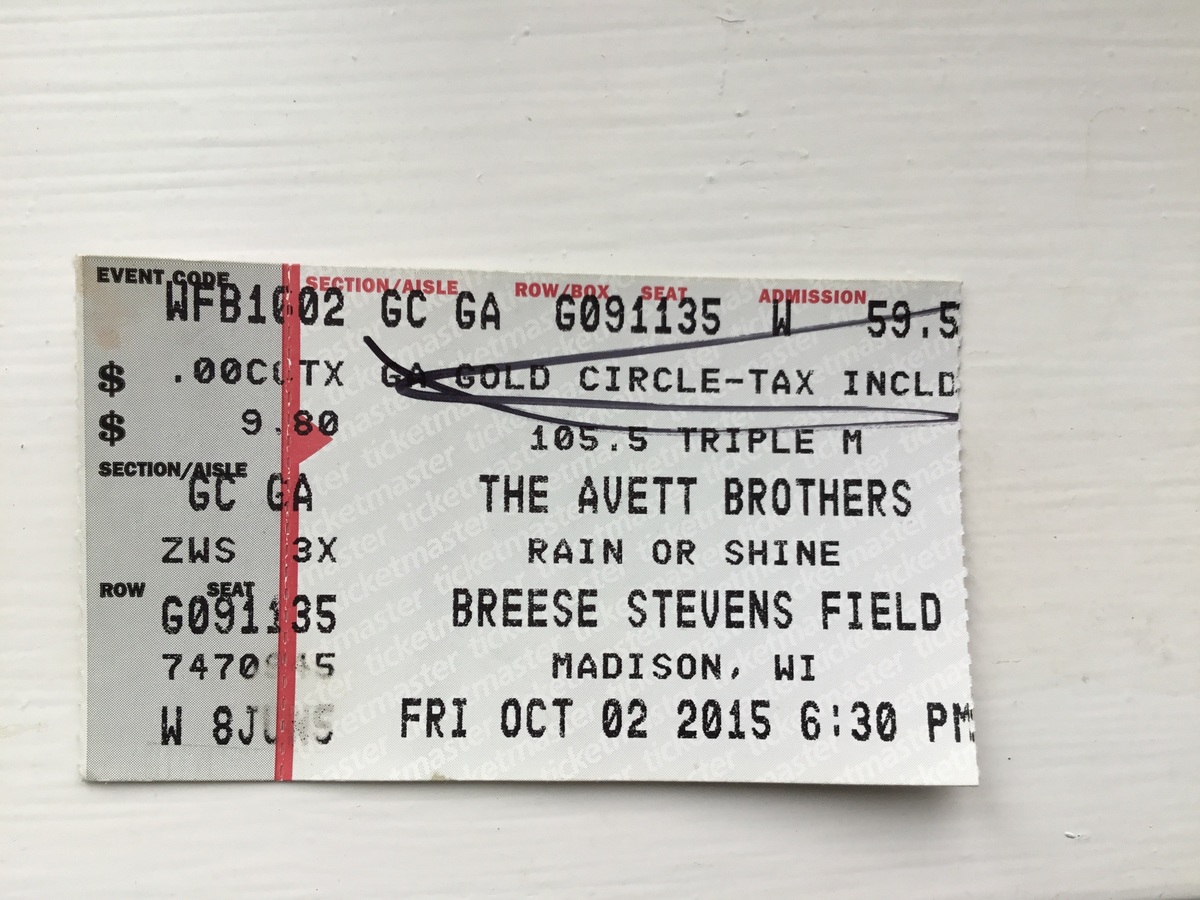 EVENT CODE SECTION/AISLE ROW/BOX SEAT ADMISSION
WFB1002 GC GA G091135 W 59.5
$ .00CCTX GA GOLD CIRCLE-TAX INCLD
$ 9.80 105.5 TRIPLE M
SECTION/AISLE
GC GA THE AVETT BROTHERS
ZWS 3X RAIN OR SHINE
ROW SEAT
G091135 BREESE STEVENS FIELD
MADISON, WI
W FRI OCT 02 2015 6:30 PM